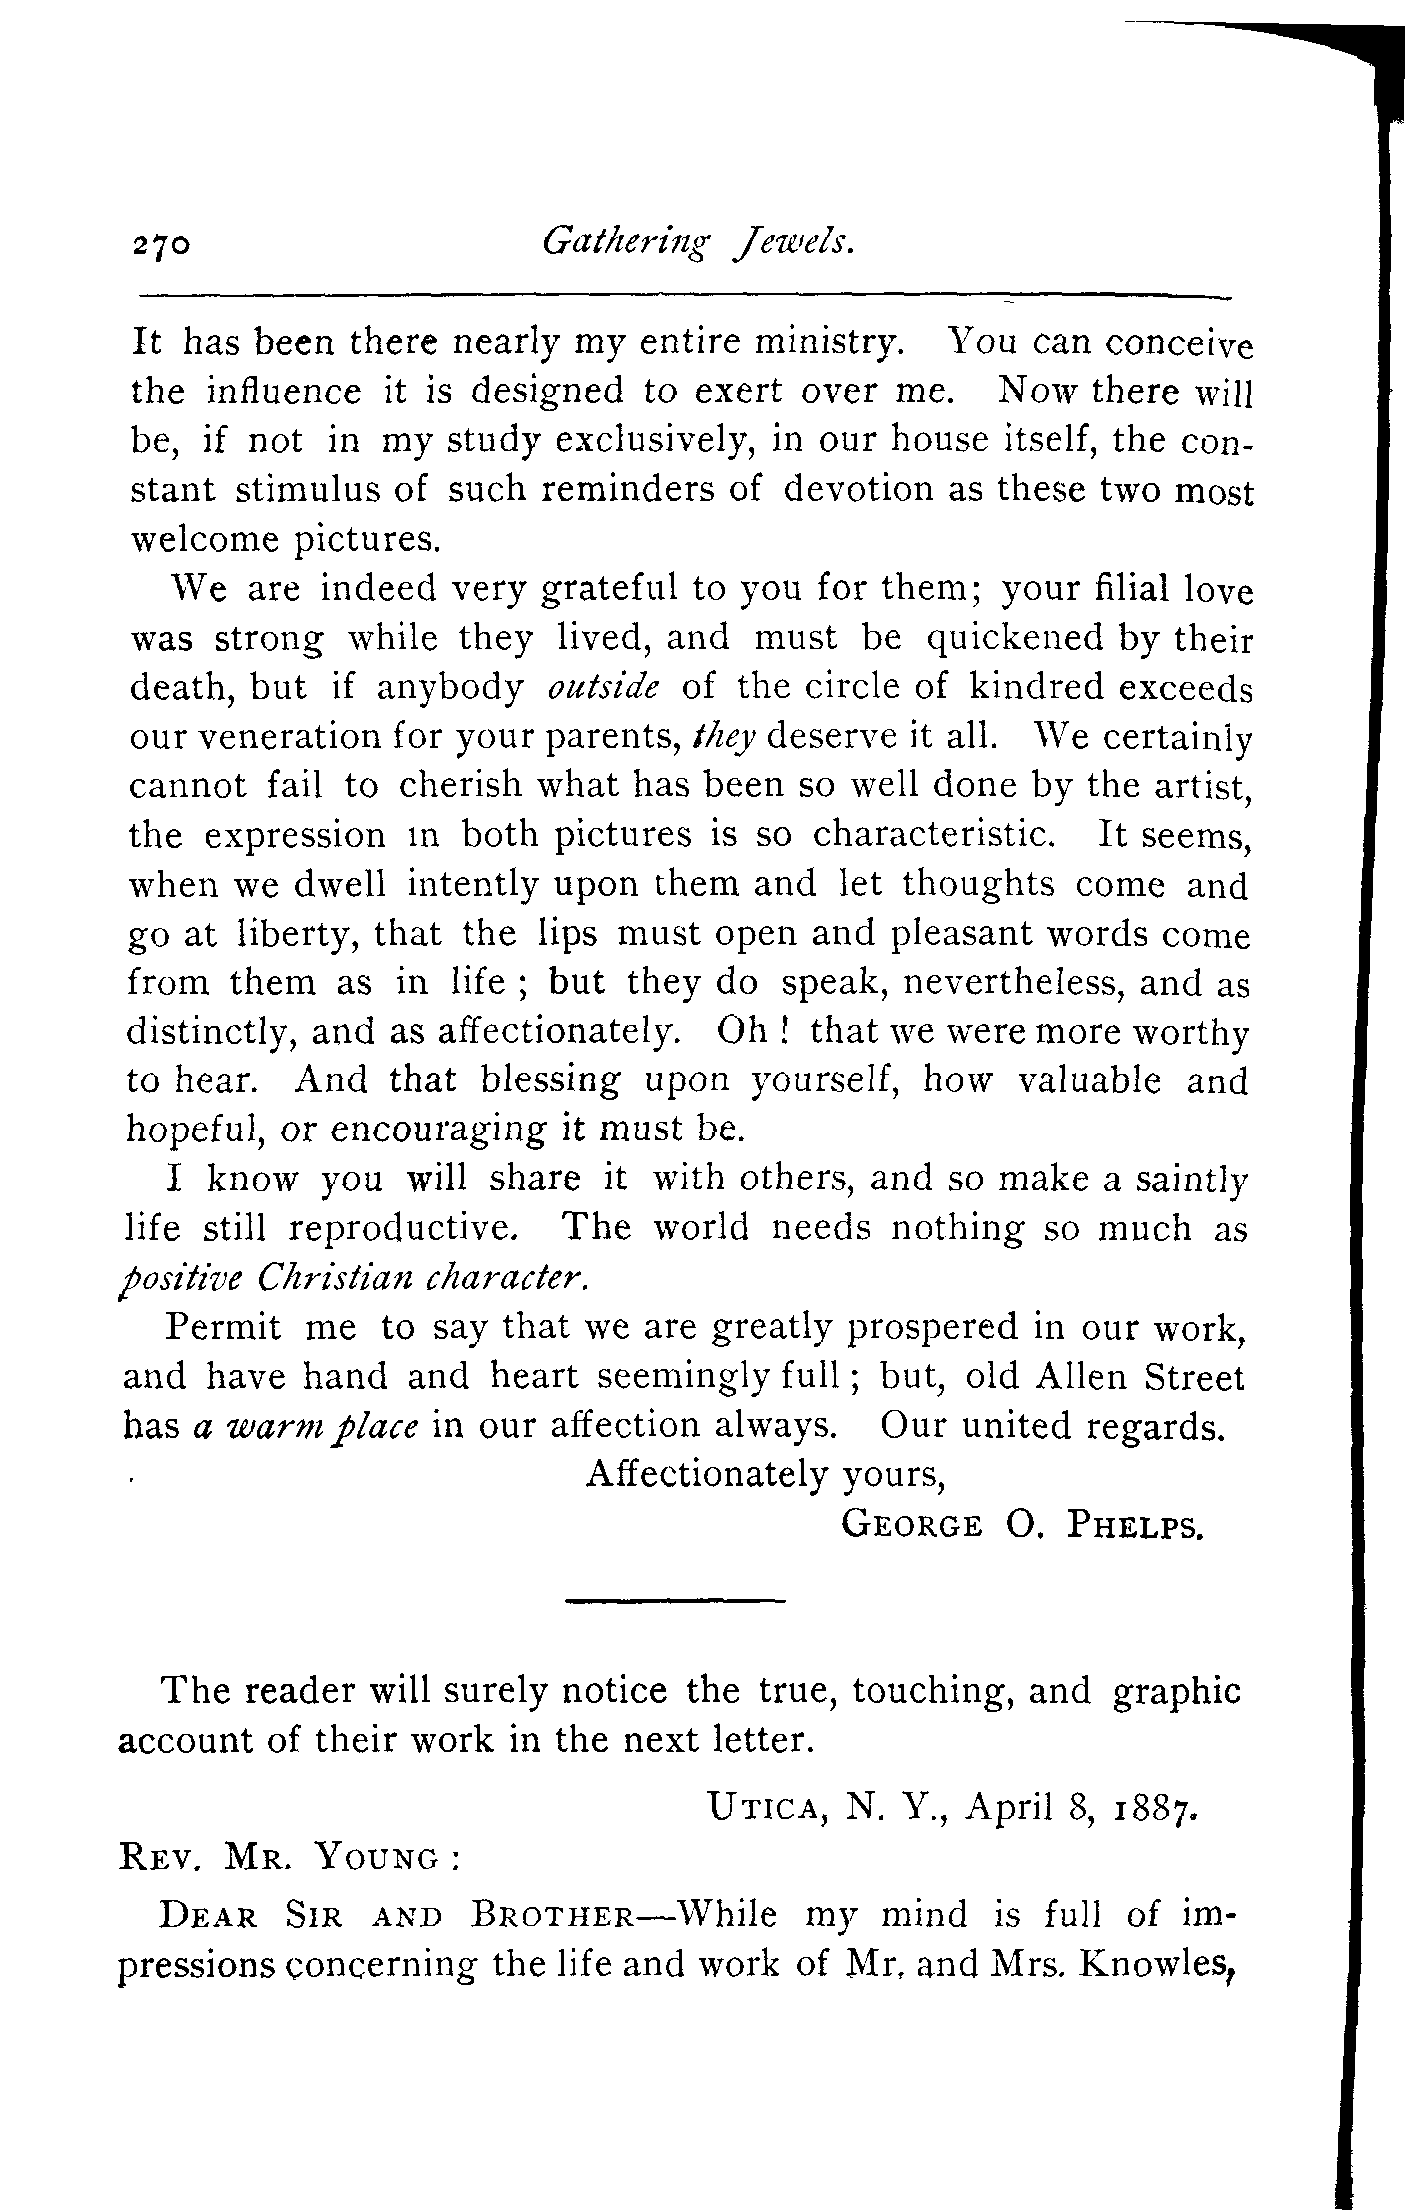 270 Gathering Jewels.
It has been there nearly my entire ministry. You can conceive
the influence it is designed to exert over me. Now there will
be, if not in my study exclusively, in our house itself, the con-
stant stimulus of such reminders of devotion as these two most
welcome pictures.
We are indeed very grateful to you for them; your filial love
was strong while they lived, and must be quickened by their
death, but if anybody outside of the circle of kindred exceeds
our veneration for your parents, they deserve it all. We certainly
cannot fail to cherish what has been so well done by the artist,
the expression in both pictures is so characteristic. It seems,
when we dwell intently upon them and let thoughts come and
go at liberty, that the lips must open and pleasant words come
from them as in life ; but they do speak, nevertheless, and as
distinctly, and as affectionately. Oh ! that we were more worthy
to hear. And that blessing upon yourself, how valuable and
hopeful, or encouraging it must be.
I know you will share it with others, and so make a saintly
life still reproductive. The world needs nothing so much as
positive Christian character.
Permit me to say that we are greatly prospered in our work,
and have hand and heart seemingly full ; but, old Allen Street
has a warm place in our affection always. Our united regards.
Affectionately yours,
GEORGE O. PHELPS.
The reader will surely notice the true, touching, and graphic
account of their work in the next letter.
UTICA, N. Y., April 8, 1887.
REV. MR. YOUNG :
DEAR SIR AND BROTHER—While my mind is full of im-
pressions concerning the life and work of Mr. and Mrs. Knowles,